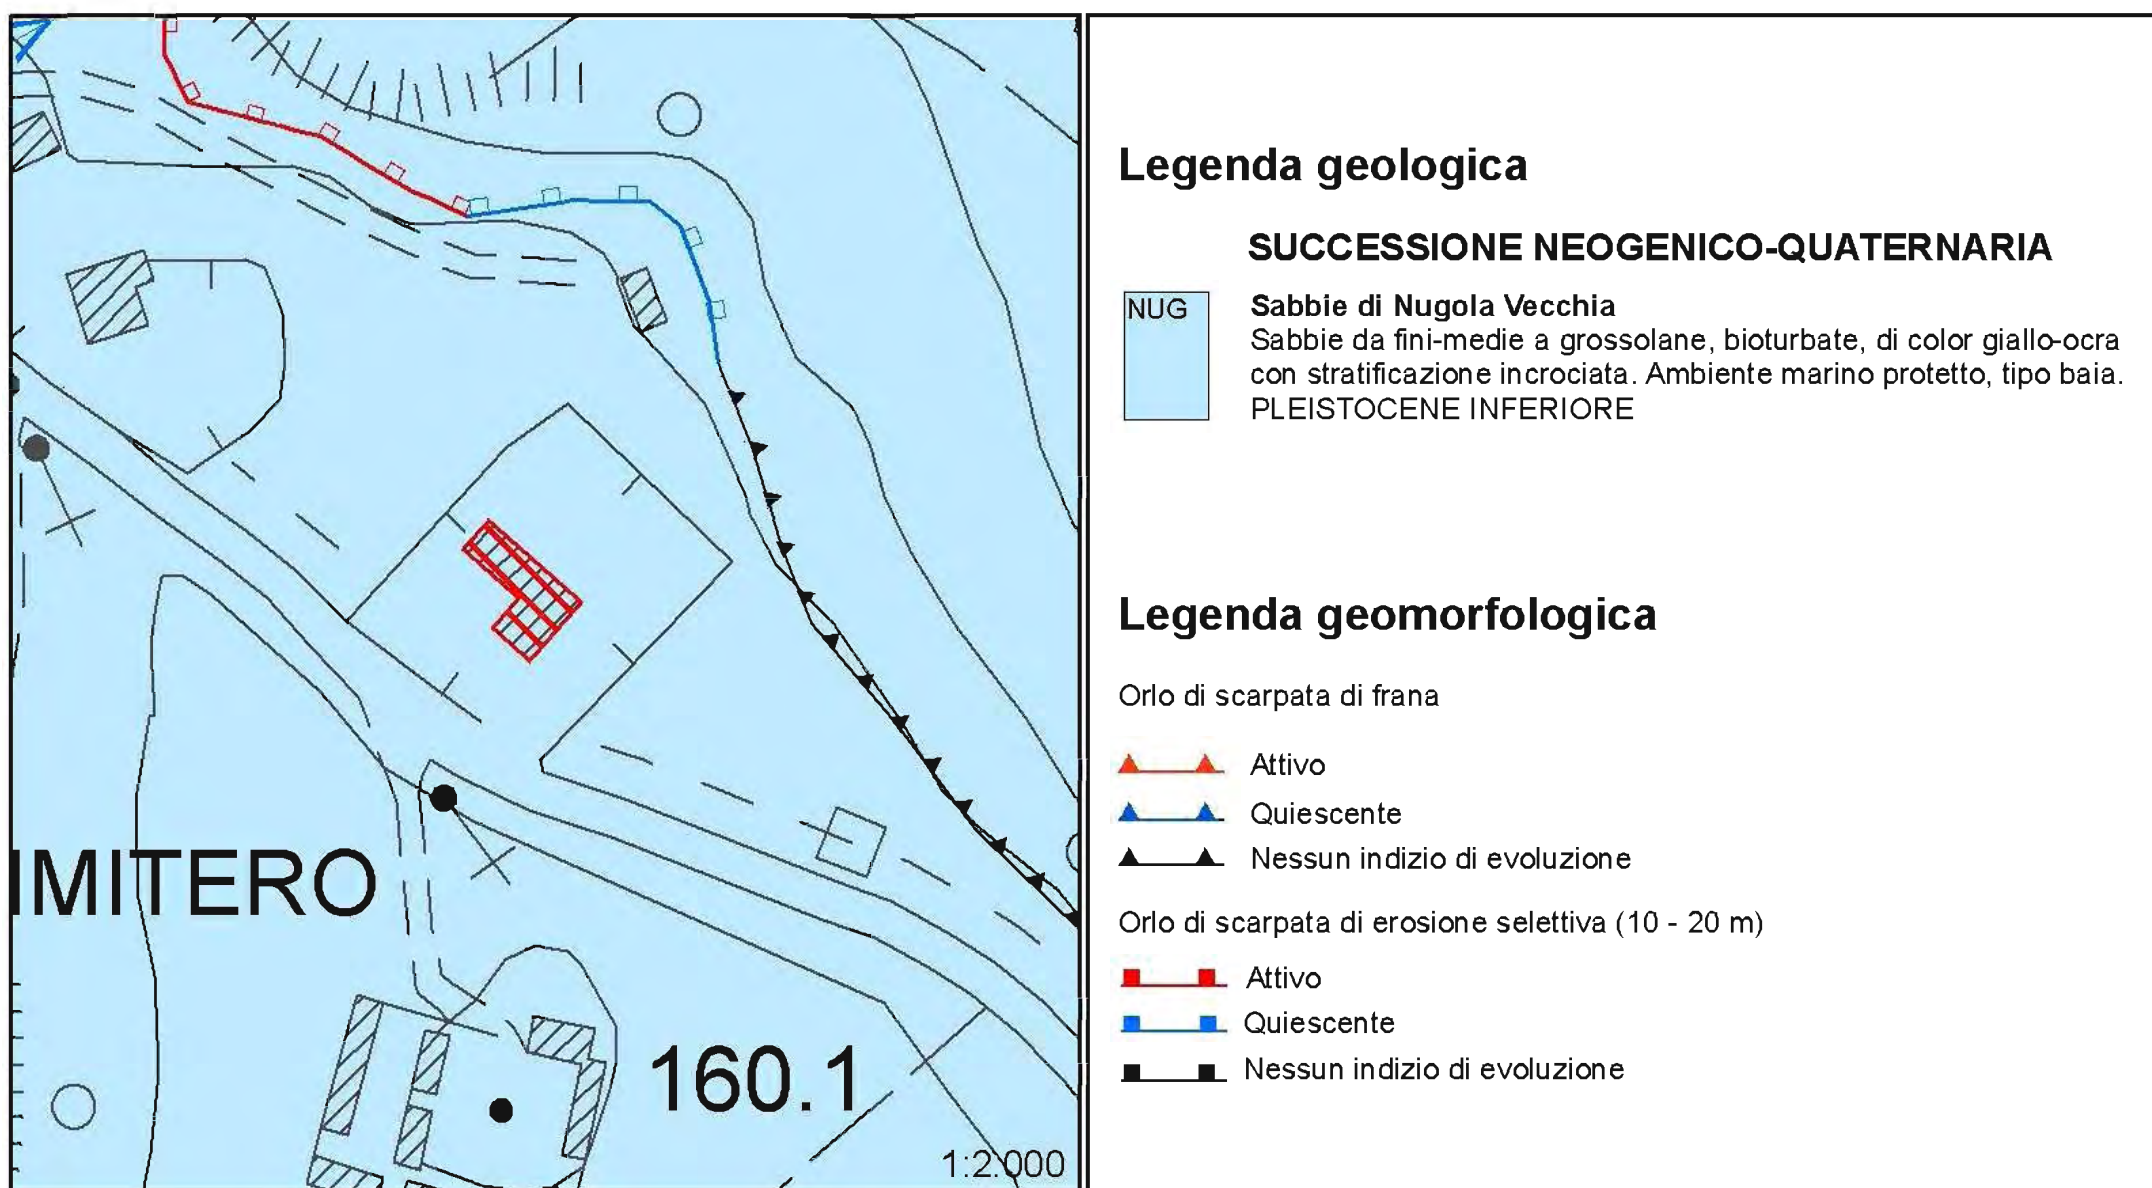 IMITERO
160.1
1:2.000
Legenda geologica
SUCCESSIONE NEOGENICO-QUATERNARIA
NUG
Sabbie di Nugola Vecchia
Sabbie da fini-medie a grossolane, bioturbate, di color giallo-ocra
con stratificazione incrociata. Ambiente marino protetto, tipo baia.
PLEISTOCENE INFERIORE
Legenda geomorfologica
Orlo di scarpata di frana
Attivo
Quiescente
Nessun indizio di evoluzione
Orlo di scarpata di erosione selettiva (10 - 20 m)
Attivo
Quiescente
Nessun indizio di evoluzione